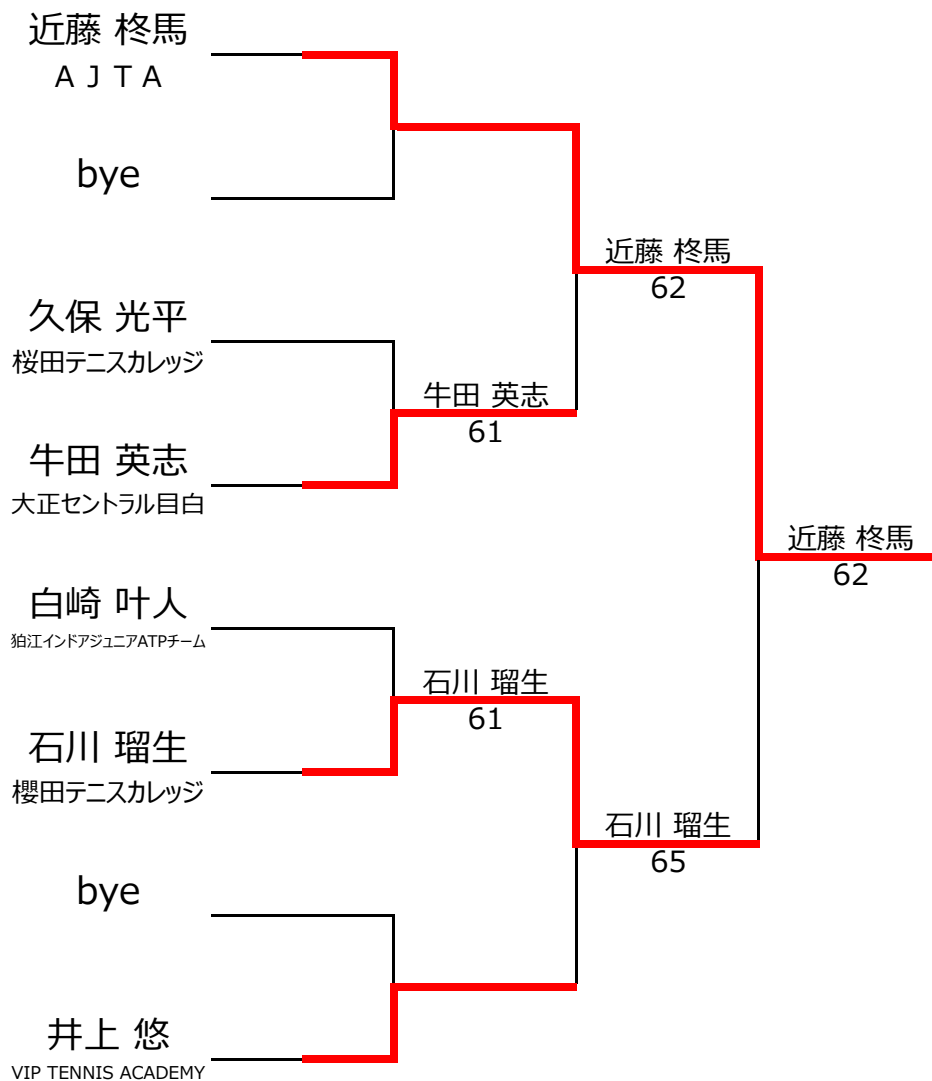 近藤 柊馬
ＡＪＴＡ
bye
久保 光平
桜田テニスカレッジ
牛田 英志
大正セントラル目白
白崎 叶人
狛江インドアジュニアATPチーム
石川 瑠生
櫻田テニスカレッジ
bye
井上 悠
VIP TENNIS ACADEMY
牛田 英志
61
石川 瑠生
61
近藤 柊馬
62
石川 瑠生
65
近藤 柊馬
62